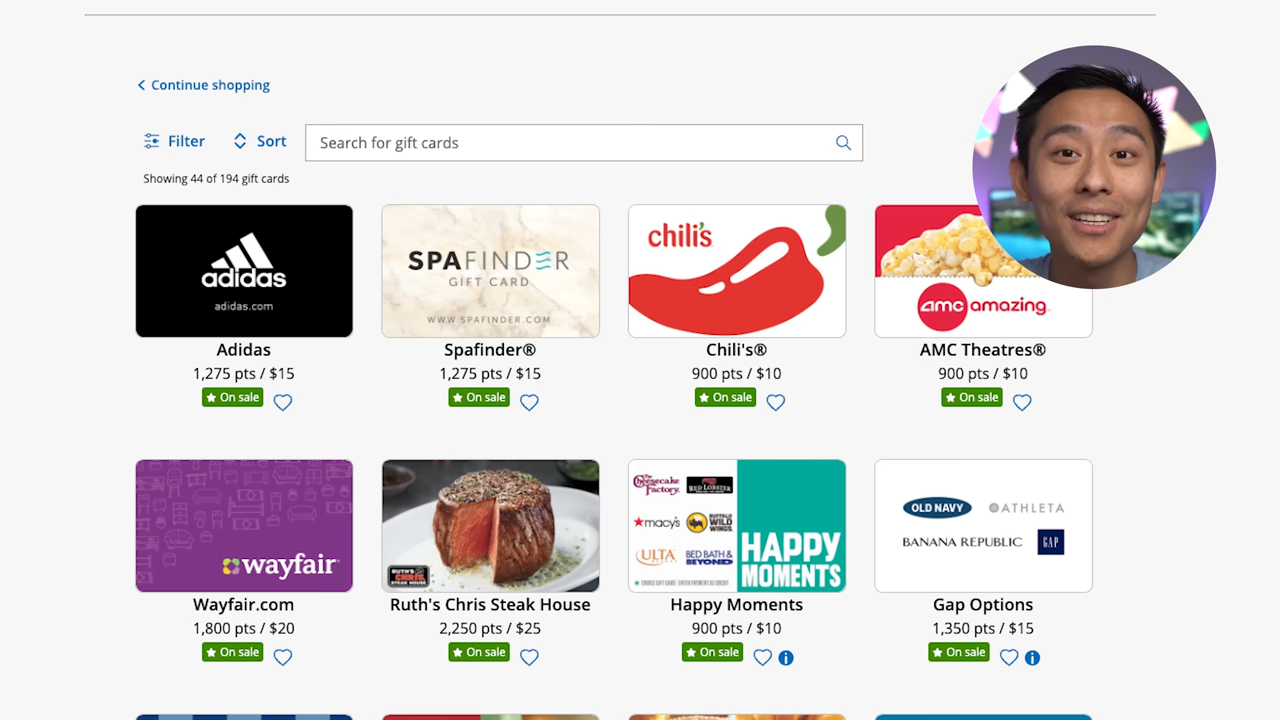 Continue shopping
Filter
Sort
Search for gift cards
Showing 44 of 194 gift cards
adidas
adidas.com
SPAFINDER
GIFT CARD
WWW.SPAFINDER.COM
chili's
amc amazing
Adidas
Spafinder®
Chili's®
AMC Theatres®
1,275 pts / $15
1,275 pts / $15
900 pts / $10
900 pts / $10
On sale
On sale
On sale
On sale
wayfair
RUTH'S CHRIS STEAK HOUSE
The Cheesecake Factory
RED LOBSTER
macy's
BUFFALO WILD WINGS
ULTA
BED BATH & BEYOND
HAPPY MOMENTS
OLD NAVY
ATHLETA
BANANA REPUBLIC
GAP
Wayfair.com
Ruth's Chris Steak House
Happy Moments
Gap Options
1,800 pts / $20
2,250 pts / $25
900 pts / $10
1,350 pts / $15
On sale
On sale
On sale
On sale